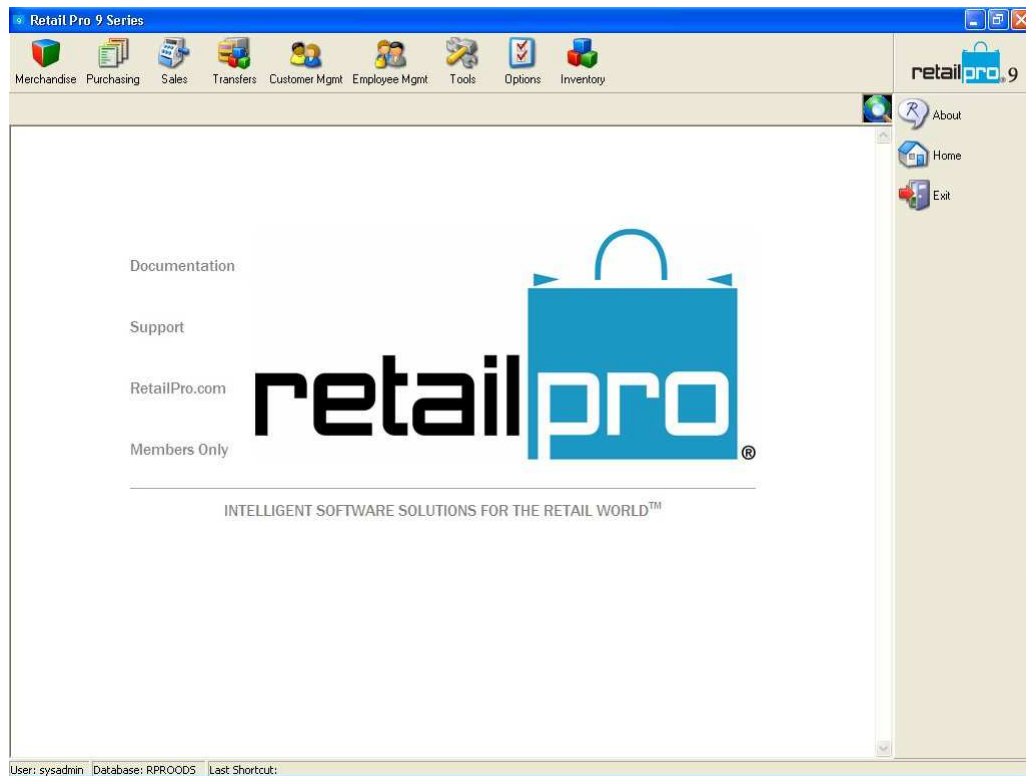 Retail Pro 9 Series
Merchandise Purchasing Sales Transfers Customer Mgmt Employee Mgmt Tools Options Inventory
retailpro® 9
About
Home
Exit
Documentation
Support
RetailPro.com
Members Only
retailpro®
INTELLIGENT SOFTWARE SOLUTIONS FOR THE RETAIL WORLD™
User: sysadmin Database: RPROODS Last Shortcut: